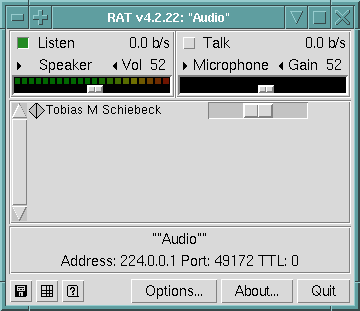 RAT v4.2.22: "Audio"
Listen 0.0 b/s Talk 0.0 b/s
Speaker Vol 52 Microphone Gain 52
Tobias M Schiebeck
""Audio""
Address: 224.0.0.1 Port: 49172 TTL: 0
Options... About... Quit